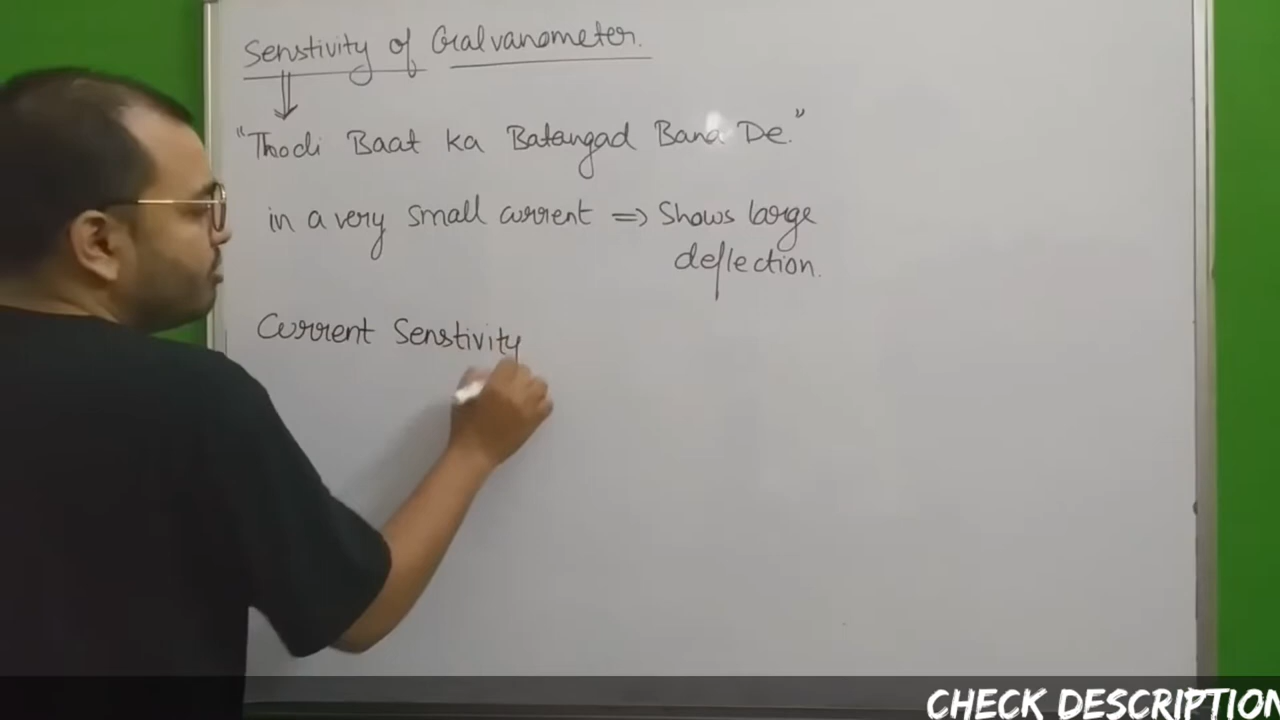 Senstivity of Galvanometer.
"Thodi Baat ka Batangad Bana De."
in a very small current => Shows large
deflection.
Current Senstivity
CHECK DESCRIPTION